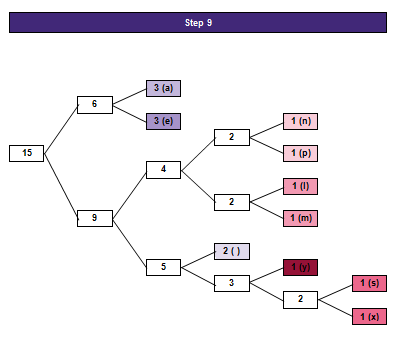 Step 9
3 (a)
6
3 (e)
1 (n)
2
1 (p)
15
4
1 (l)
2
1 (m)
9
2 ( )
5
1 (y)
3
1 (s)
2
1 (x)